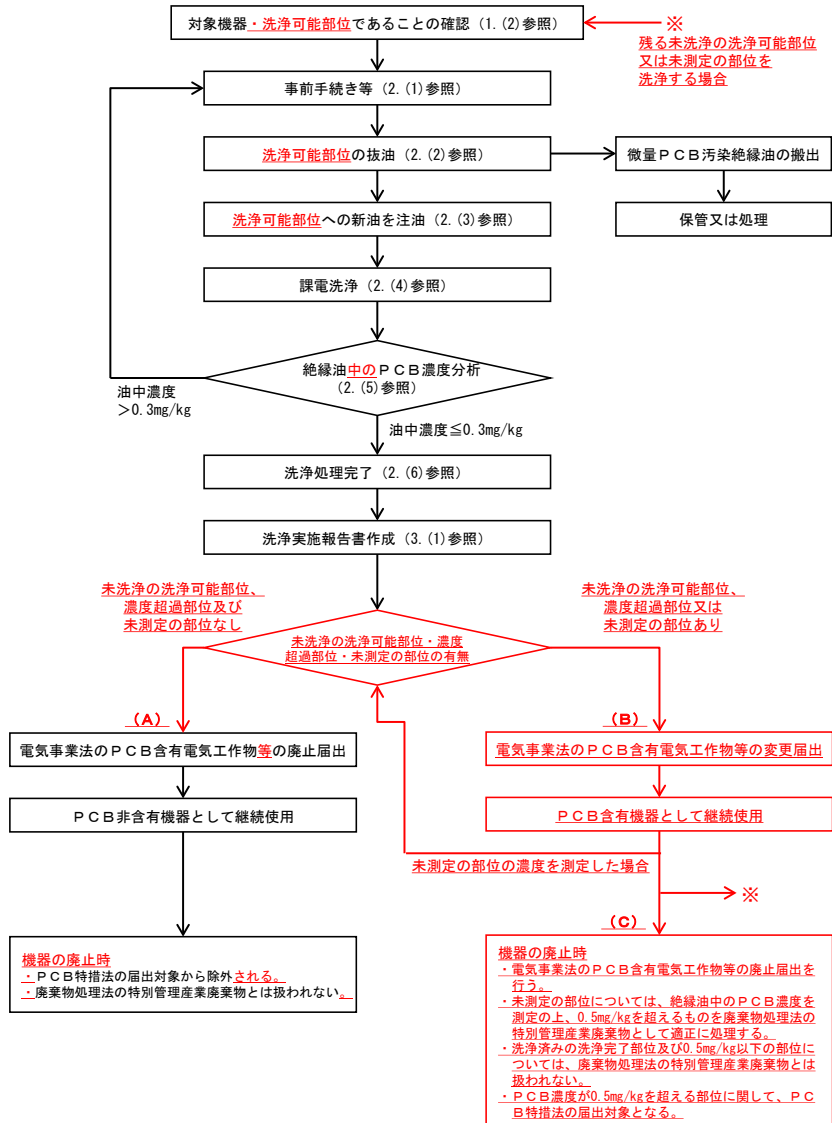 対象機器・洗浄可能部位であることの確認（1.(2)参照）
※
残る未洗浄の洗浄可能部位
又は未測定の部位を
洗浄する場合
事前手続き等（2.(1)参照）
洗浄可能部位の抜油（2.(2)参照）
微量ＰＣＢ汚染絶縁油の搬出
洗浄可能部位への新油を注油（2.(3)参照）
保管又は処理
課電洗浄（2.(4)参照）
絶縁油中のＰＣＢ濃度分析
（2.(5)参照）
油中濃度
＞0.3mg/kg
油中濃度≦0.3mg/kg
洗浄処理完了（2.(6)参照）
洗浄実施報告書作成（3.(1)参照）
未洗浄の洗浄可能部位、
濃度超過部位及び
未測定の部位なし
未洗浄の洗浄可能部位、
濃度超過部位又は
未測定の部位あり
未洗浄の洗浄可能部位・濃度
超過部位・未測定の部位の有無
（A）
（B）
電気事業法のＰＣＢ含有電気工作物等の廃止届出
電気事業法のＰＣＢ含有電気工作物等の変更届出
ＰＣＢ非含有機器として継続使用
ＰＣＢ含有機器として継続使用
未測定の部位の濃度を測定した場合
※
（C）
機器の廃止時
・ＰＣＢ特措法の届出対象から除外される。
・廃棄物処理法の特別管理産業廃棄物とは扱われない。
機器の廃止時
・電気事業法のＰＣＢ含有電気工作物等の廃止届出を
行う。
・未測定の部位については、絶縁油中のＰＣＢ濃度を
測定の上、0.5mg/kgを超えるものを廃棄物処理法の
特別管理産業廃棄物として適正に処理する。
・洗浄済みの洗浄完了部位及び0.5mg/kg以下の部位に
ついては、廃棄物処理法の特別管理産業廃棄物とは
扱われない。
・ＰＣＢ濃度が0.5mg/kgを超える部位に関して、ＰＣ
Ｂ特措法の届出対象となる。